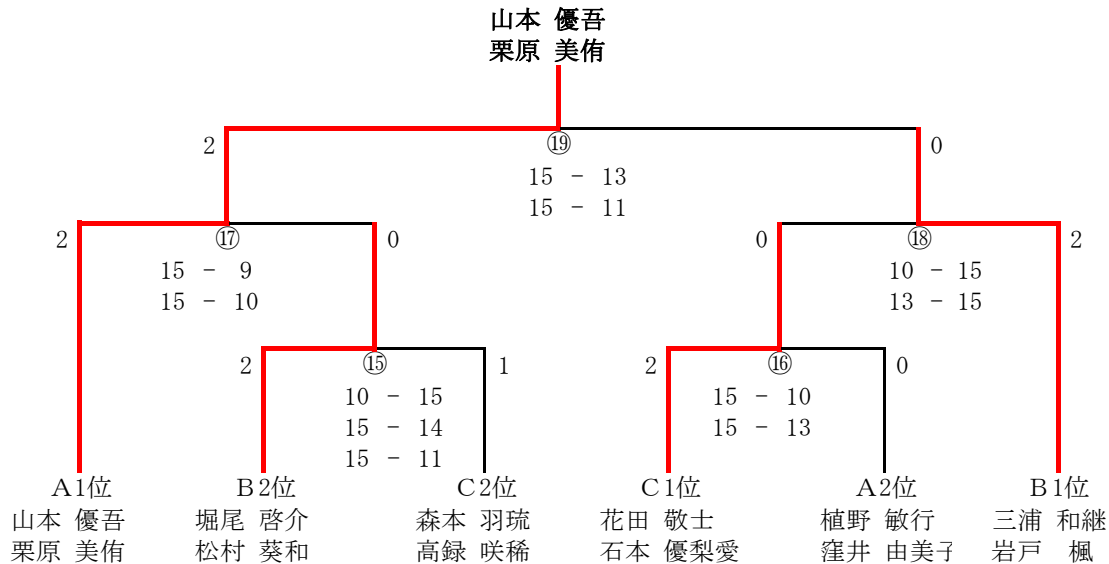 山本 優吾
栗原 美侑
2 0
⑲
15 - 13
15 - 11
2 ⑰ 0 0 ⑱ 2
15 - 9 10 - 15
15 - 10 13 - 15
2 ⑮ 1 2 ⑯ 0
10 - 15 15 - 10
15 - 14 15 - 13
15 - 11
A1位 B2位 C2位 C1位 A2位 B1位
山本 優吾 堀尾 啓介 森本 羽琉 花田 敬士 植野 敏行 三浦 和継
栗原 美侑 松村 葵和 高録 咲稀 石本 優梨愛 窪井 由美子 岩戸 楓